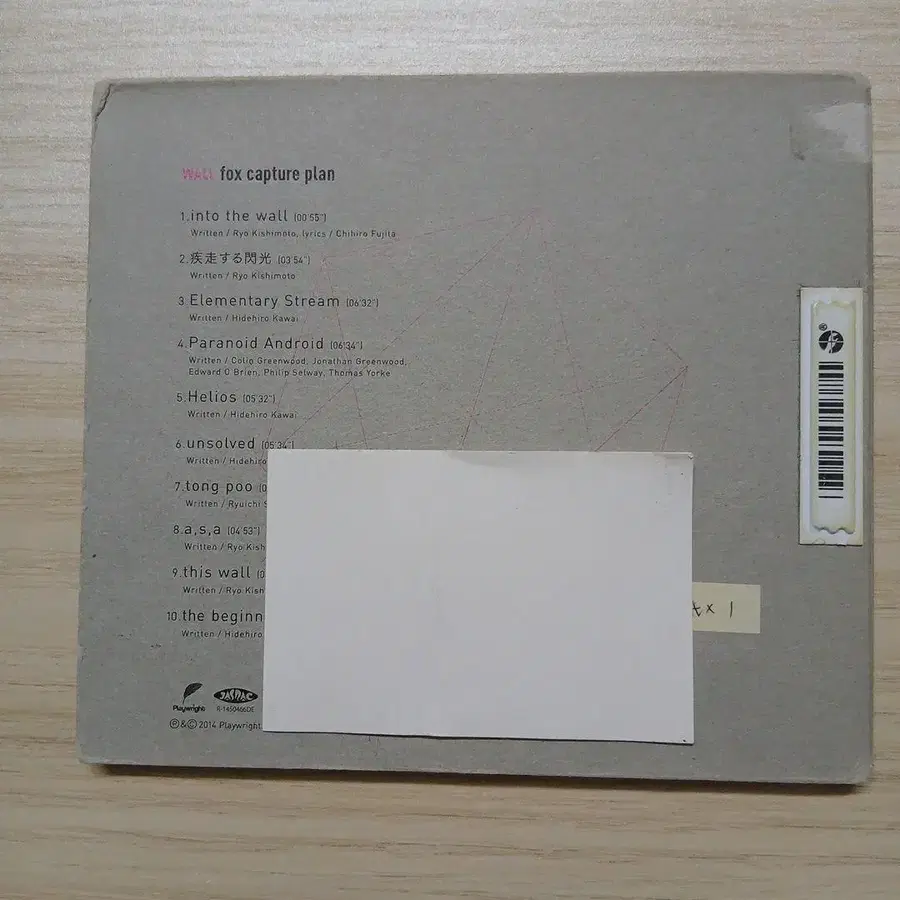 WALL fox capture plan
1.into the wall (00'55")
Written / Ryo Kishimoto, lyrics / Chihiro Fujita
2.疾走する閃光 (03'54")
Written / Ryo Kishimoto
3.Elementary Stream (06'32")
Written / Hidehiro Kawai
4.Paranoid Android (06'34")
Written / Colin Greenwood, Jonathan Greenwood,
Edward O'Brien, Philip Selway, Thomas Yorke
5.Helios (05'32")
Written / Hidehiro Kawai
6.unsolved (05'34")
Written / Hidehiro
7.tong poo (0
Written / Ryuichi S
8.a,s,a (04'53")
Written / Ryo Kish
9.this wall (0
Written / Ryo Kish
10.the beginn
Written / Hidehiro
Playwright
JASRAC
R-1450466DE
Ⓟ&Ⓒ 2014 Playwright
x 1